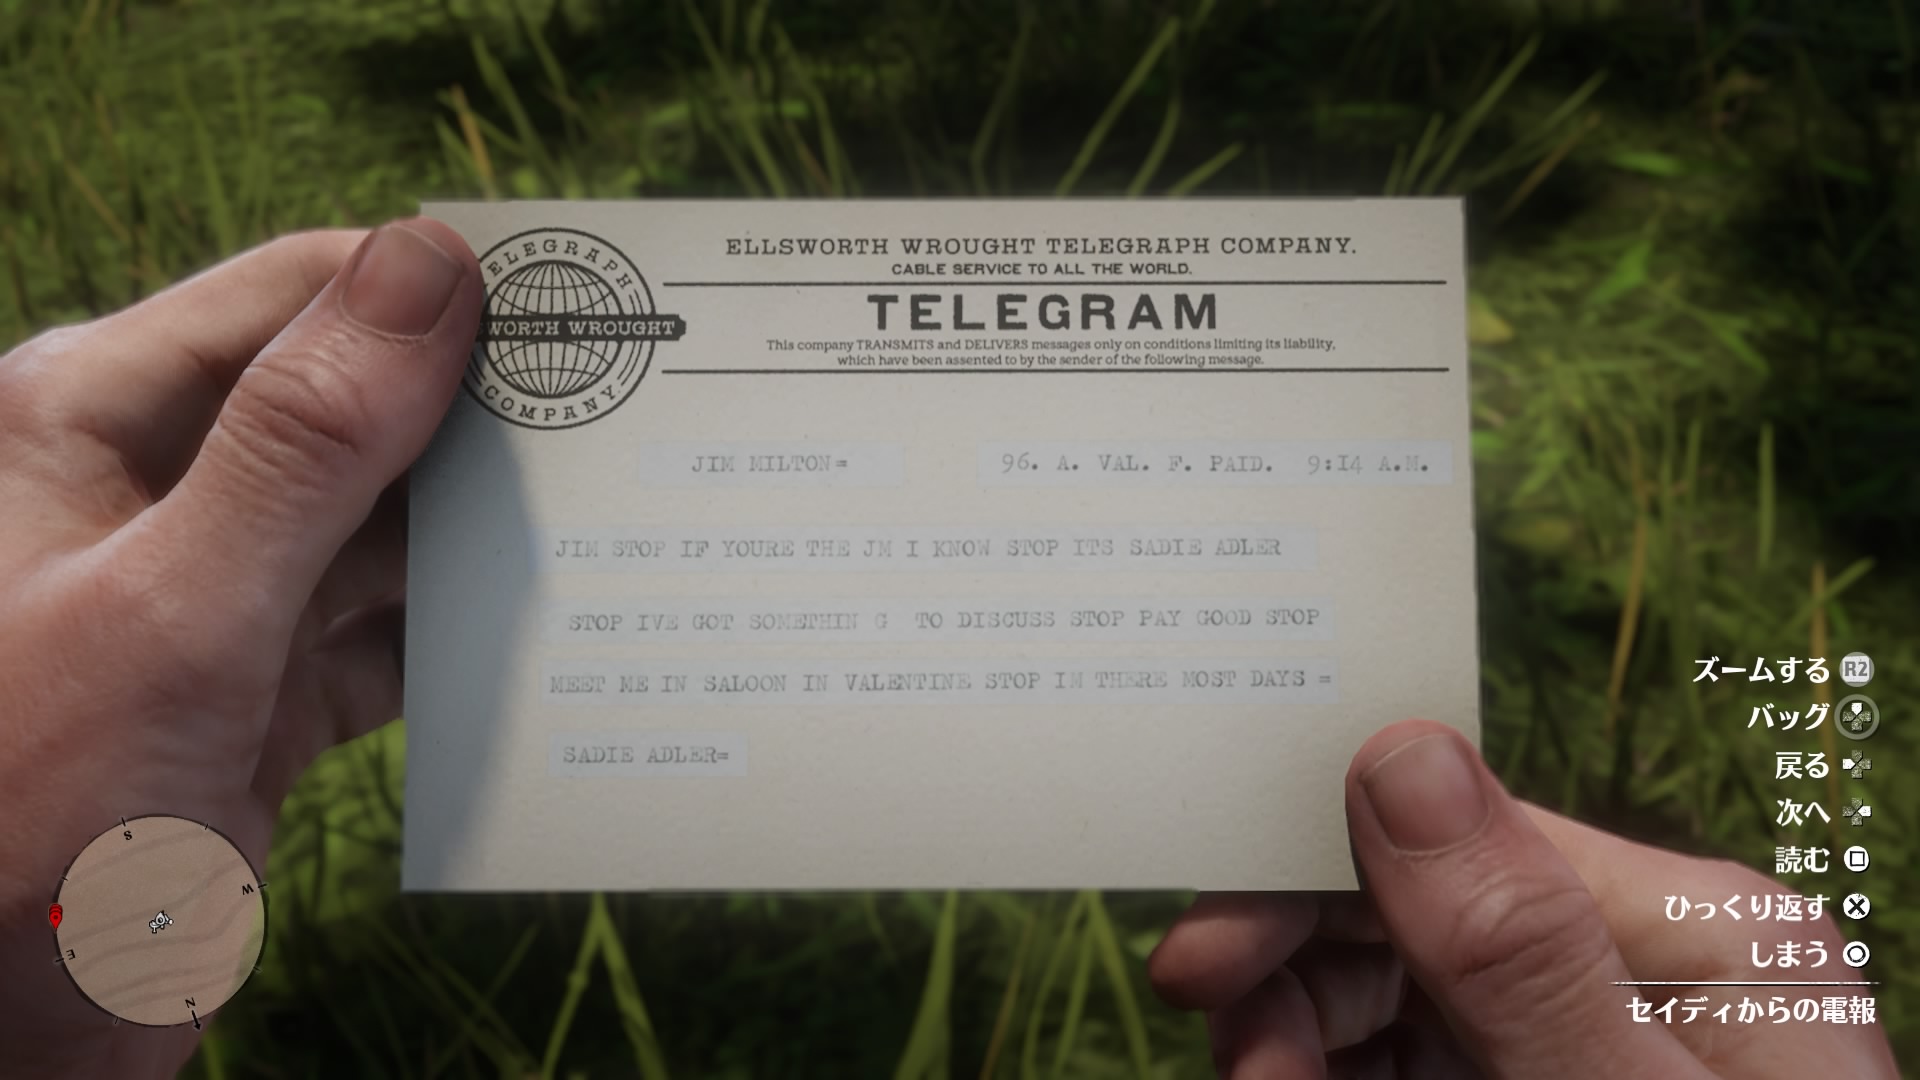 TELEGRAPH
WORTH WROUGHT
COMPANY.
ELLSWORTH WROUGHT TELEGRAPH COMPANY.
CABLE SERVICE TO ALL THE WORLD.
TELEGRAM
This company TRANSMITS and DELIVERS messages only on conditions limiting its liability,
which have been assented to by the sender of the following message.
JIM MILTON= 96. A. VAL. F. PAID. 9:14 A.M.
JIM STOP IF YOURE THE JM I KNOW STOP ITS SADIE ADLER
STOP IVE GOT SOMETHIN G TO DISCUSS STOP PAY GOOD STOP
MEET ME IN SALOON IN VALENTINE STOP IM THERE MOST DAYS =
SADIE ADLER=
S
W
E
N
ズームする R2
バッグ
戻る
次へ
読む
ひっくり返す
しまう
セイディからの電報